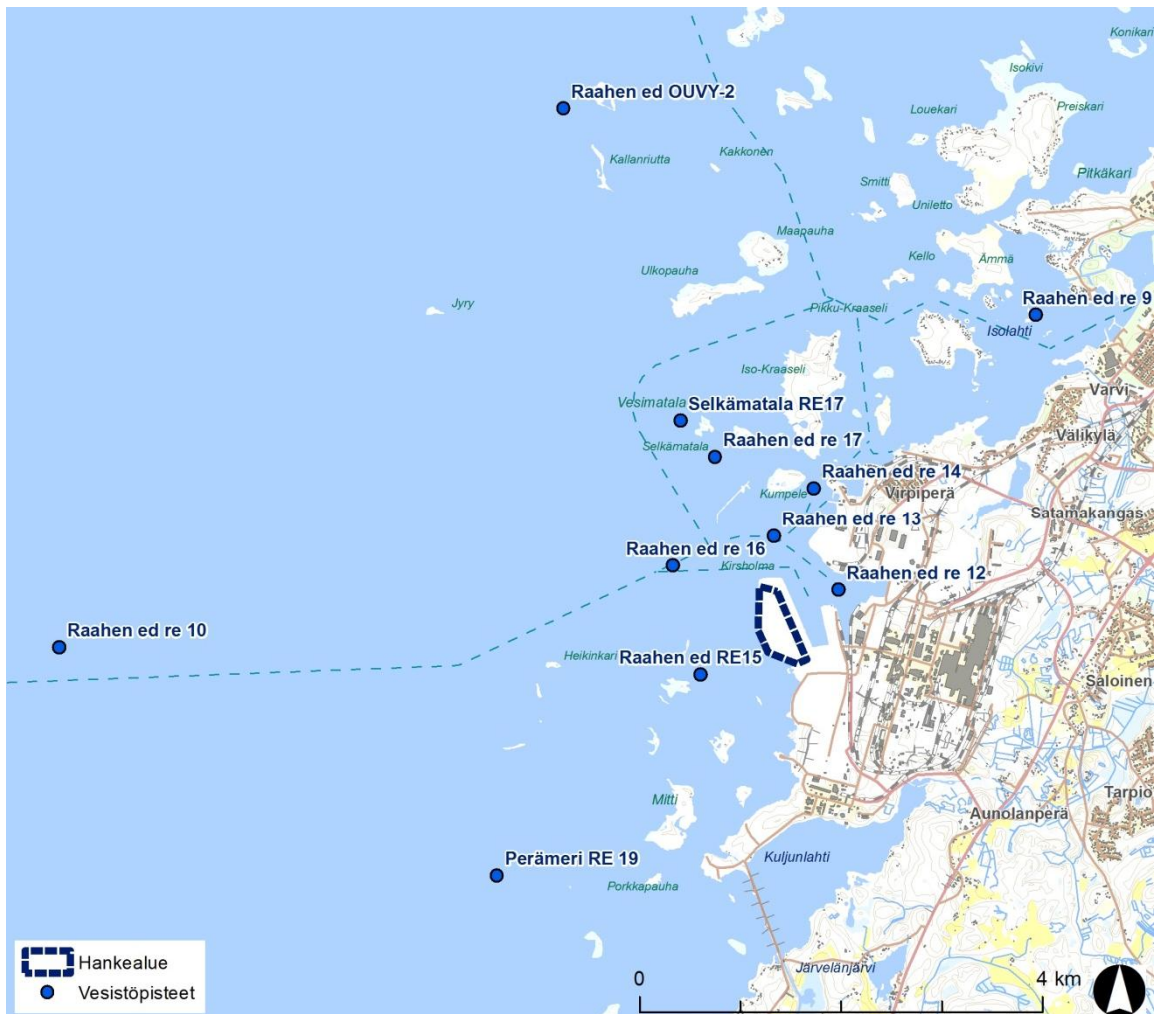 Konikari
Isokivi
Raahen ed OUVY-2
Louekari
Preiskari
Kallanriutta
Kakkonen
Pitkäkari
Smitti
Uniletto
Maapauha
Kello
Ämmä
Ulkopauha
Raahen ed re 9
Jyry
Pikku-Kraaseli
Isolahti
Iso-Kraaseli
Varvi
Vesimatala
Selkämatala RE17
Välikylä
Selkämatala
Raahen ed re 17
Raahen ed re 14
Kumpele
Virpiperä
Satamakangas
Raahen ed re 13
Raahen ed re 16
Kirsholma
Raahen ed re 12
Raahen ed re 10
Heikinkari
Raahen ed RE15
Saloinen
Mitti
Tarpio
Aunolanperä
Kuljunlahti
Perämeri RE 19
Porkkapauha
Hankealue
Vesistöpisteet
Järvelänjärvi
0
4 km